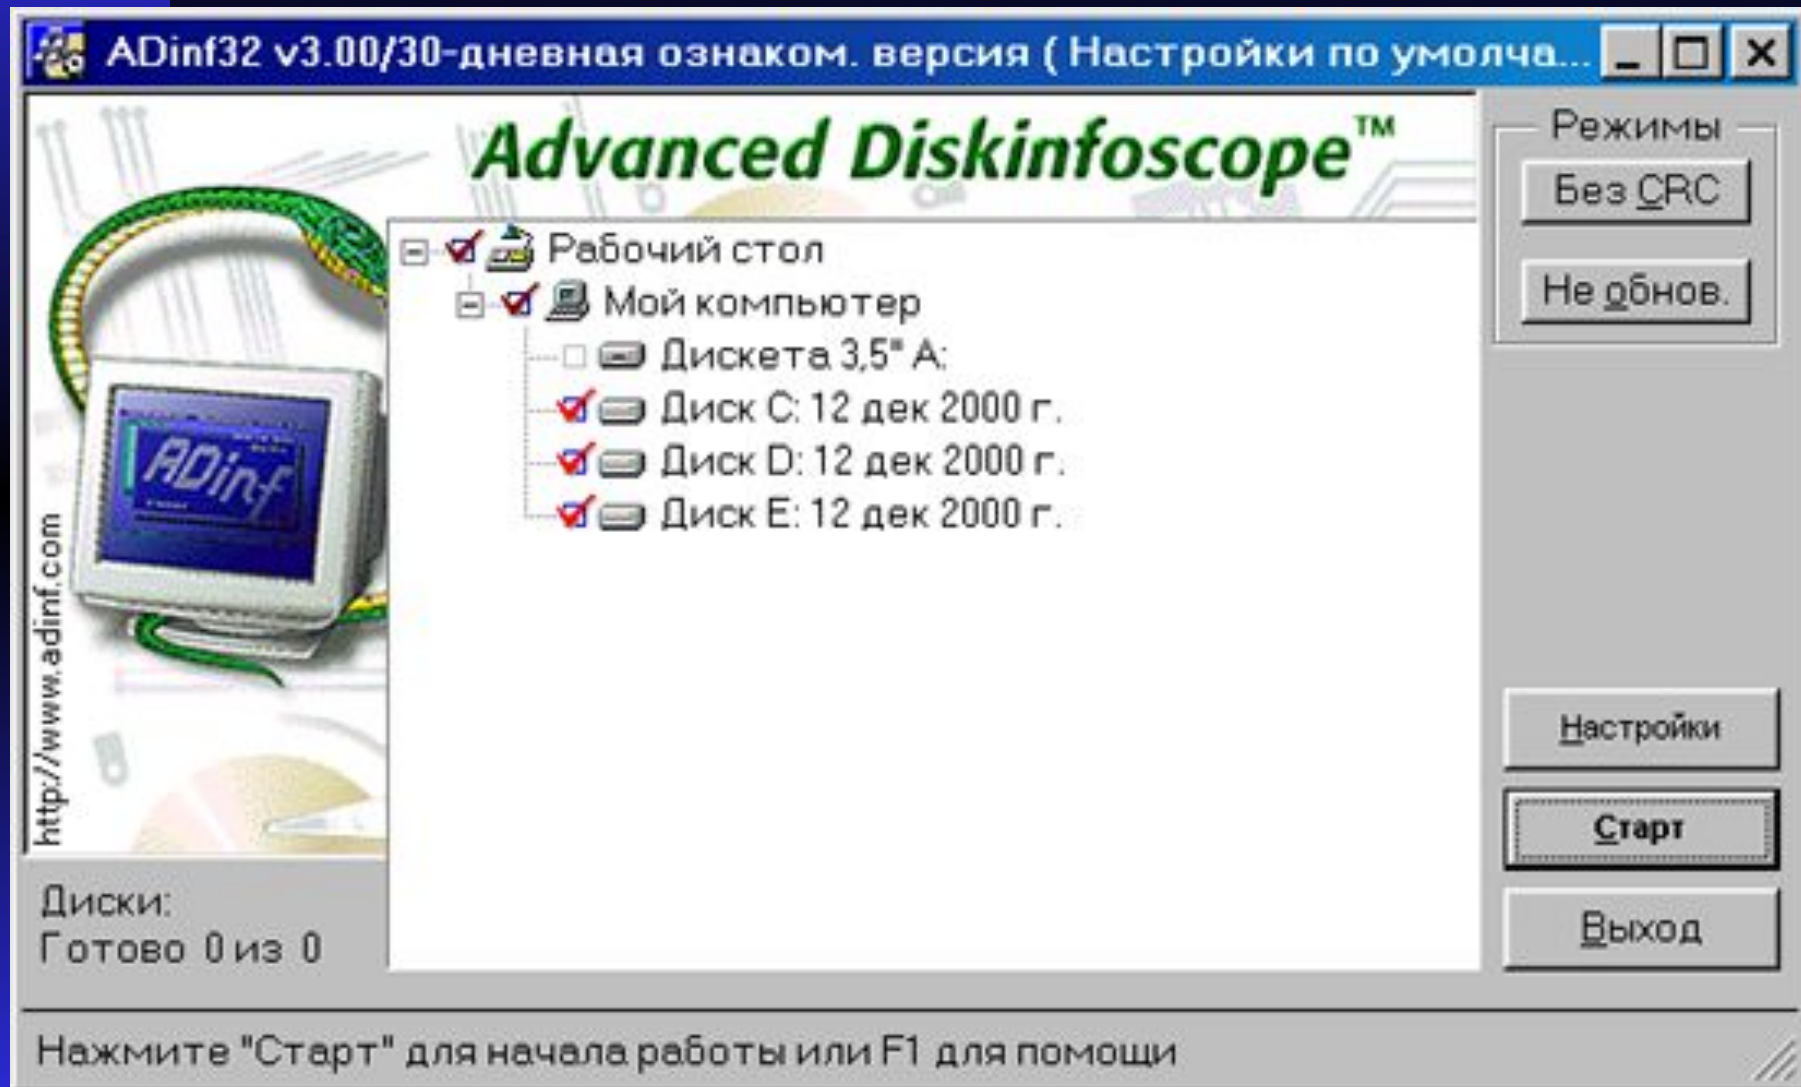 ADinf32 v3.00/30-дневная ознаком. версия ( Настройки по умолча...
Advanced Diskinfoscope™
Режимы
Без CRC
Не обнов.
Рабочий стол
Мой компьютер
Дискета 3,5" A:
Диск C: 12 дек 2000 г.
Диск D: 12 дек 2000 г.
Диск E: 12 дек 2000 г.
ADinf
http://www.adinf.com
Настройки
Старт
Выход
Диски:
Готово 0 из 0
Нажмите "Старт" для начала работы или F1 для помощи